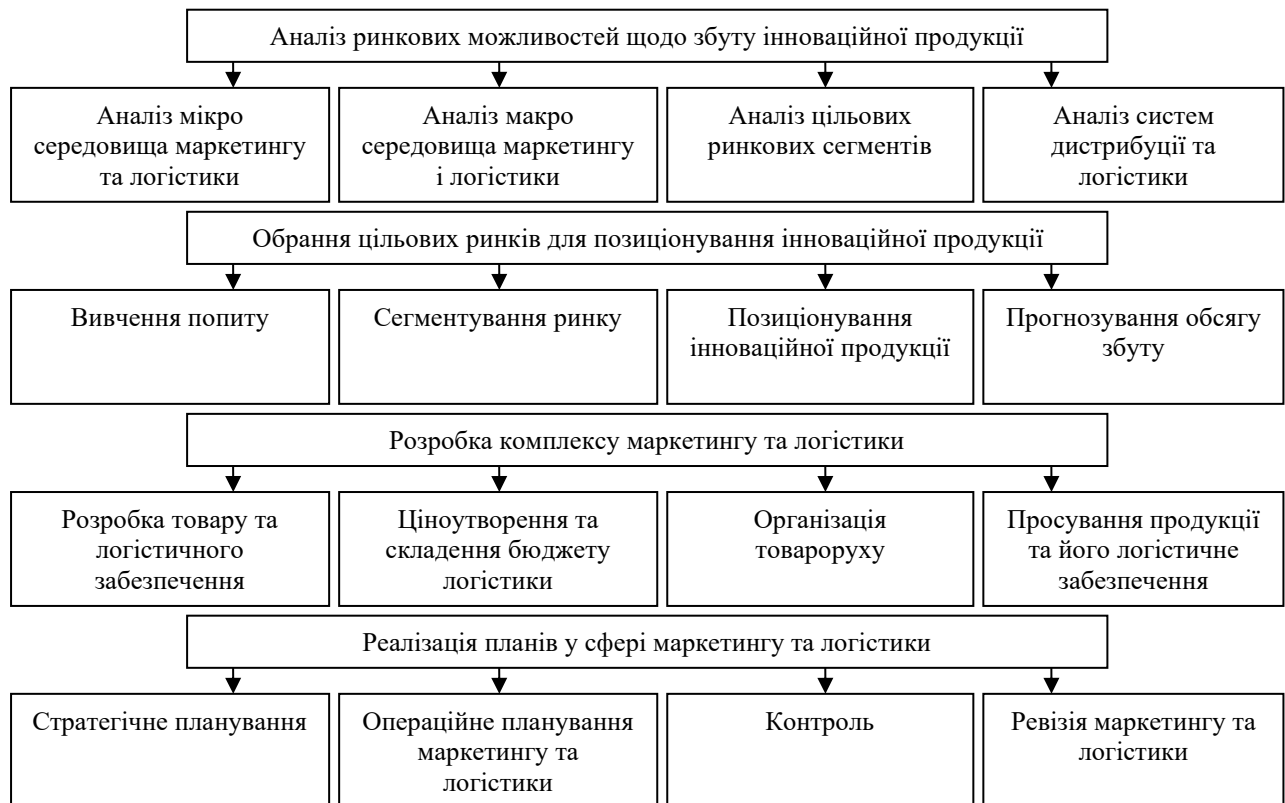 Аналіз ринкових можливостей щодо збуту інноваційної продукції
Аналіз мікро
середовища маркетингу
та логістики
Аналіз макро
середовища маркетингу
і логістики
Аналіз цільових
ринкових сегментів
Аналіз систем
дистрибуції та
логістики
Обрання цільових ринків для позиціонування інноваційної продукції
Вивчення попиту
Сегментування ринку
Позиціонування
інноваційної продукції
Прогнозування обсягу
збуту
Розробка комплексу маркетингу та логістики
Розробка товару та
логістичного
забезпечення
Ціноутворення та
складення бюджету
логістики
Організація
товароруху
Просування продукції
та його логістичне
забезпечення
Реалізація планів у сфері маркетингу та логістики
Стратегічне планування
Операційне планування
маркетингу та
логістики
Контроль
Ревізія маркетингу та
логістики